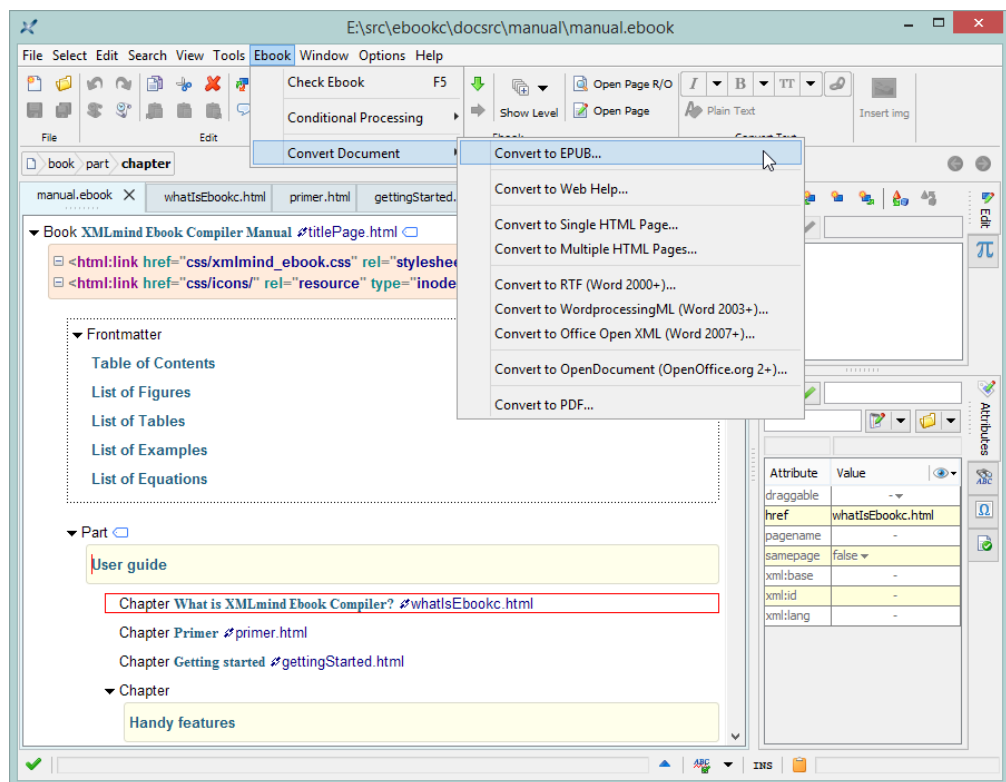 E:\src\ebookc\docsrc\manual\manual.ebook
File Select Edit Search View Tools Ebook Window Options Help
Check Ebook F5
Conditional Processing
Convert Document
Open Page R/O
Show Level
Open Page
I B TT
Plain Text
Insert img
File
Edit
book part chapter
Convert to EPUB...
Convert to Web Help...
Convert to Single HTML Page...
Convert to Multiple HTML Pages...
Convert to RTF (Word 2000+)...
Convert to WordprocessingML (Word 2003+)...
Convert to Office Open XML (Word 2007+)...
Convert to OpenDocument (OpenOffice.org 2+)...
Convert to PDF...
manual.ebook whatIsEbookc.html primer.html gettingStarted.
Book XMLmind Ebook Compiler Manual titlePage.html
<html:link href="css/xmlmind_ebook.css" rel="styleshee
<html:link href="css/icons/" rel="resource" type="inode
Frontmatter
Table of Contents
List of Figures
List of Tables
List of Examples
List of Equations
Part
User guide
Chapter What is XMLmind Ebook Compiler? whatIsEbookc.html
Chapter Primer primer.html
Chapter Getting started gettingStarted.html
Chapter
Handy features
Edit
π
Attributes
ABC
Ω
Attribute Value
draggable -
href whatIsEbookc.html
pagename -
samepage false
xml:base -
xml:id -
xml:lang -
ABC
INS